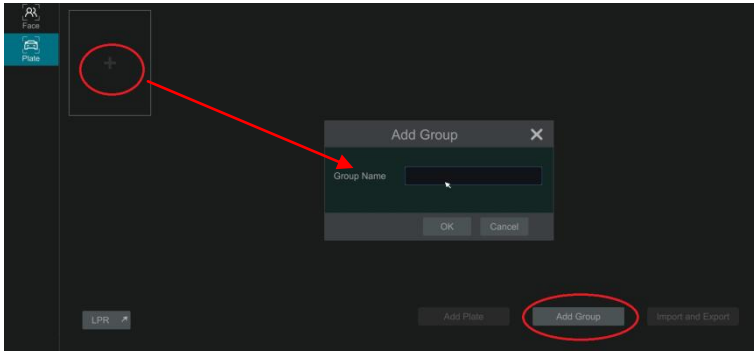 Face
Plate
Add Group
Group Name
OK Cancel
LPR
Add Plate Add Group Import and Export